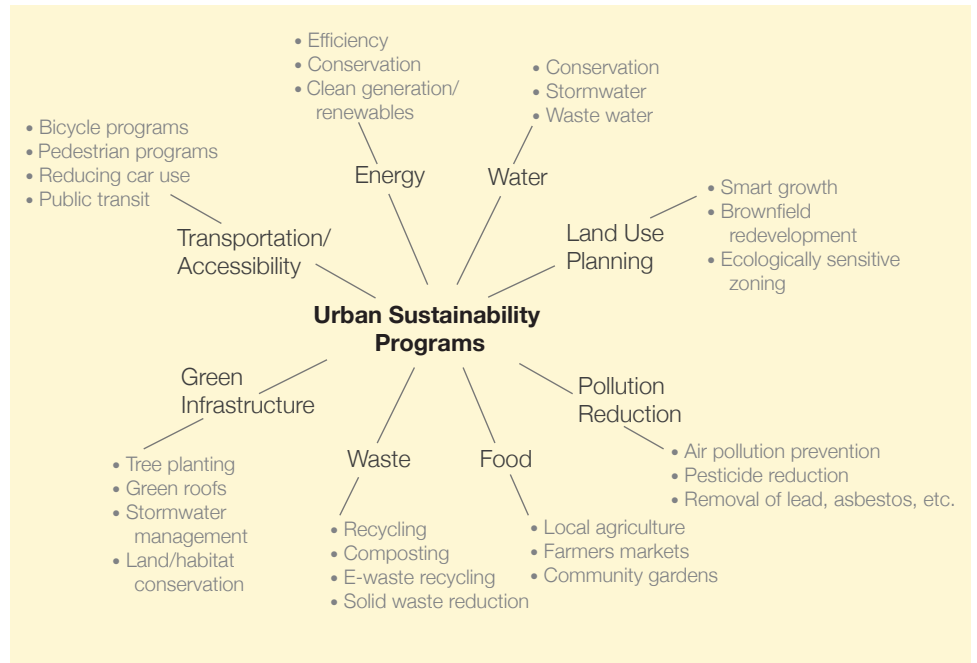 • Efficiency
• Conservation
• Clean generation/
renewables
• Conservation
• Stormwater
• Waste water
• Bicycle programs
• Pedestrian programs
• Reducing car use
• Public transit
Energy
Water
• Smart growth
• Brownfield
redevelopment
• Ecologically sensitive
zoning
Transportation/
Accessibility
Land Use
Planning
Urban Sustainability
Programs
Green
Infrastructure
Pollution
Reduction
• Tree planting
• Green roofs
• Stormwater
management
• Land/habitat
conservation
Waste
Food
• Air pollution prevention
• Pesticide reduction
• Removal of lead, asbestos, etc.
• Recycling
• Composting
• E-waste recycling
• Solid waste reduction
• Local agriculture
• Farmers markets
• Community gardens